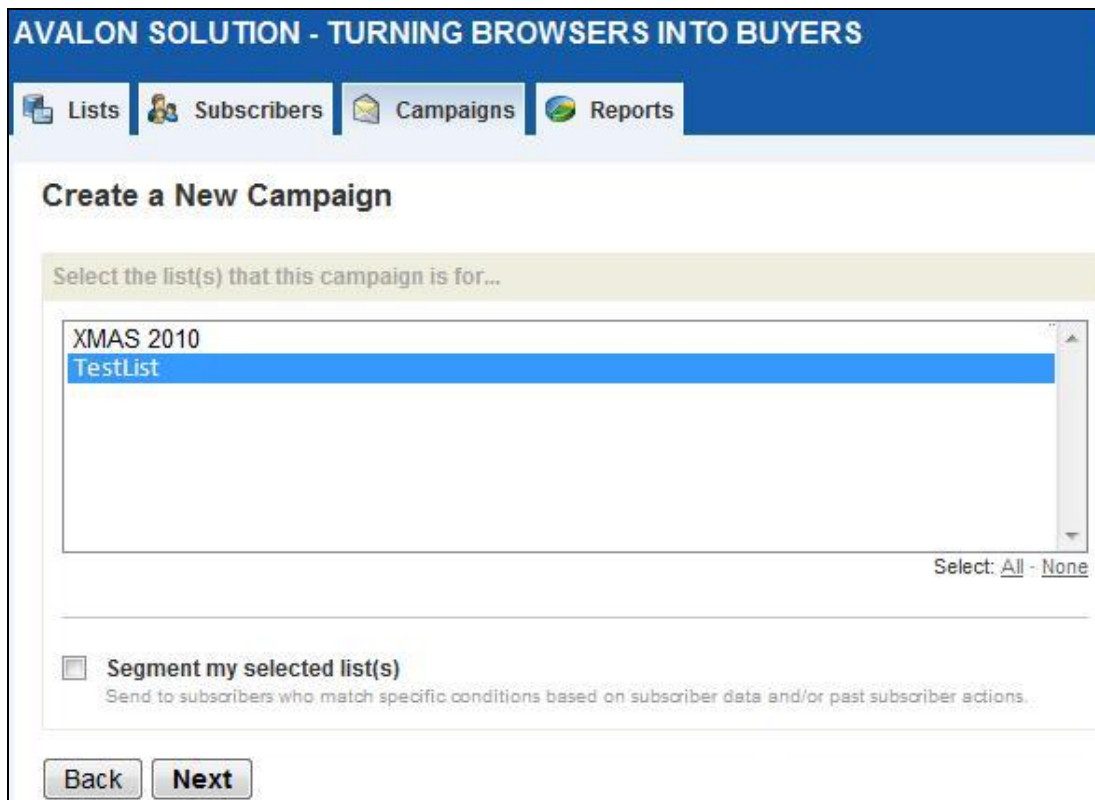 AVALON SOLUTION - TURNING BROWSERS INTO BUYERS
Lists Subscribers Campaigns Reports
Create a New Campaign
Select the list(s) that this campaign is for...
XMAS 2010
TestList
Select: All - None
Segment my selected list(s)
Send to subscribers who match specific conditions based on subscriber data and/or past subscriber actions.
Back Next